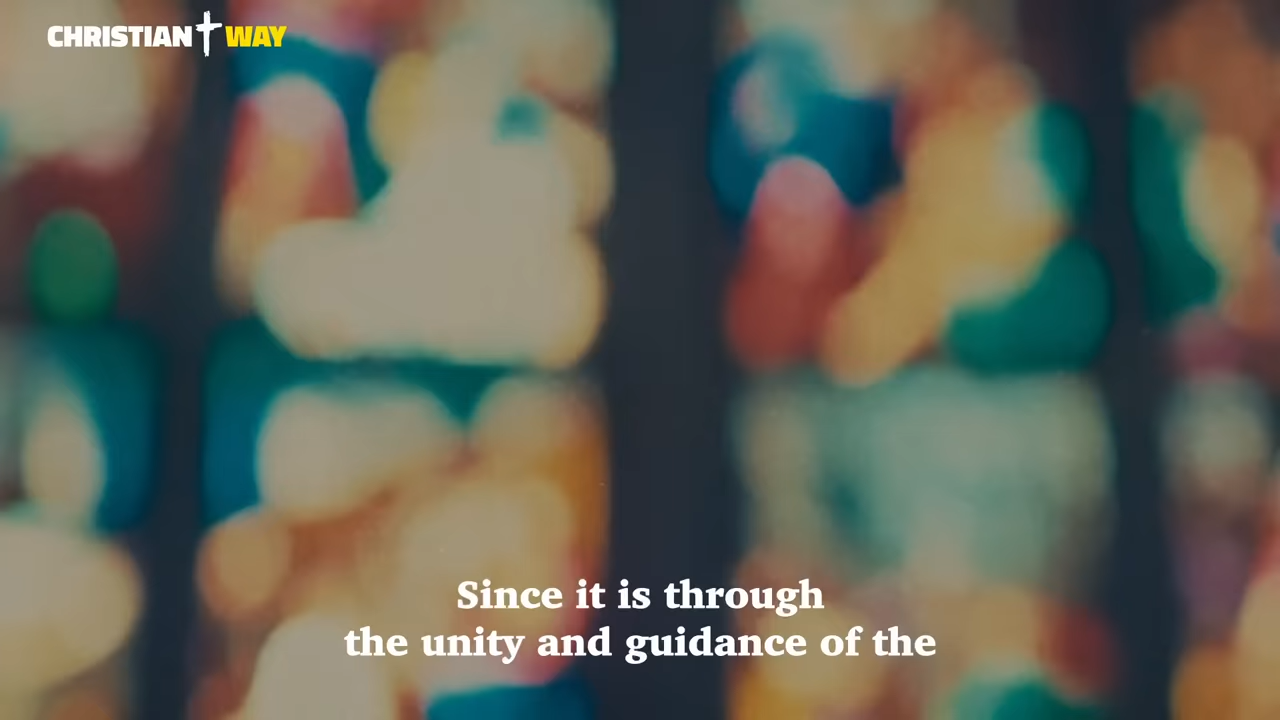 CHRISTIAN WAY
Since it is through
the unity and guidance of the